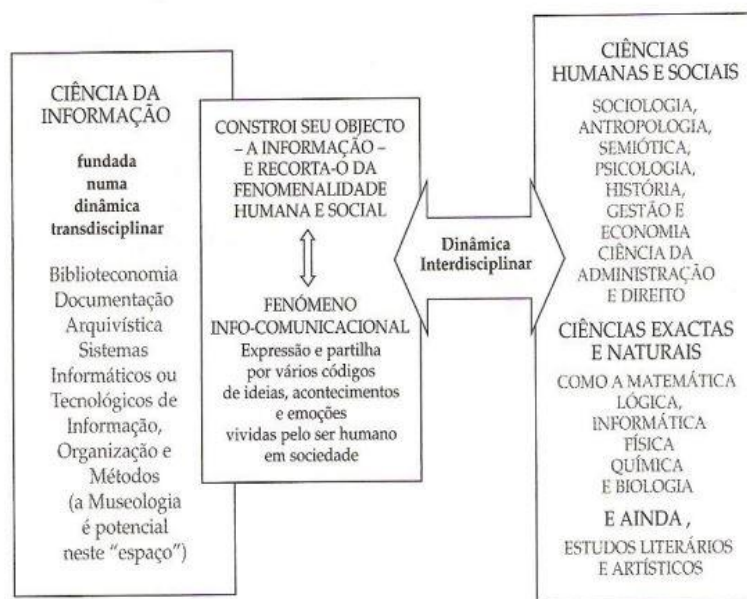 CIÊNCIA DA
INFORMAÇÃO
fundada
numa
dinâmica
transdisciplinar
Biblioteconomia
Documentação
Arquivística
Sistemas
Informáticos ou
Tecnológicos de
Informação,
Organização e
Métodos
(a Museologia
é potencial
neste “espaço”)
CONSTROI SEU OBJECTO
– A INFORMAÇÃO –
E RECORTA-O DA
FENOMENALIDADE
HUMANA E SOCIAL
FENÓMENO
INFO-COMUNICACIONAL
Expressão e partilha
por vários códigos
de ideias, acontecimentos
e emoções
vividas pelo ser humano
em sociedade
Dinâmica
Interdisciplinar
CIÊNCIAS
HUMANAS E SOCIAIS
SOCIOLOGIA,
ANTROPOLOGIA,
SEMIÓTICA,
PSICOLOGIA,
HISTÓRIA,
GESTÃO E
ECONOMIA
CIÊNCIA DA
ADMINISTRAÇÃO
E DIREITO
CIÊNCIAS EXACTAS
E NATURAIS
COMO A MATEMÁTICA
LÓGICA,
INFORMÁTICA
FÍSICA
QUÍMICA
E BIOLOGIA
E AINDA ,
ESTUDOS LITERÁRIOS
E ARTÍSTICOS